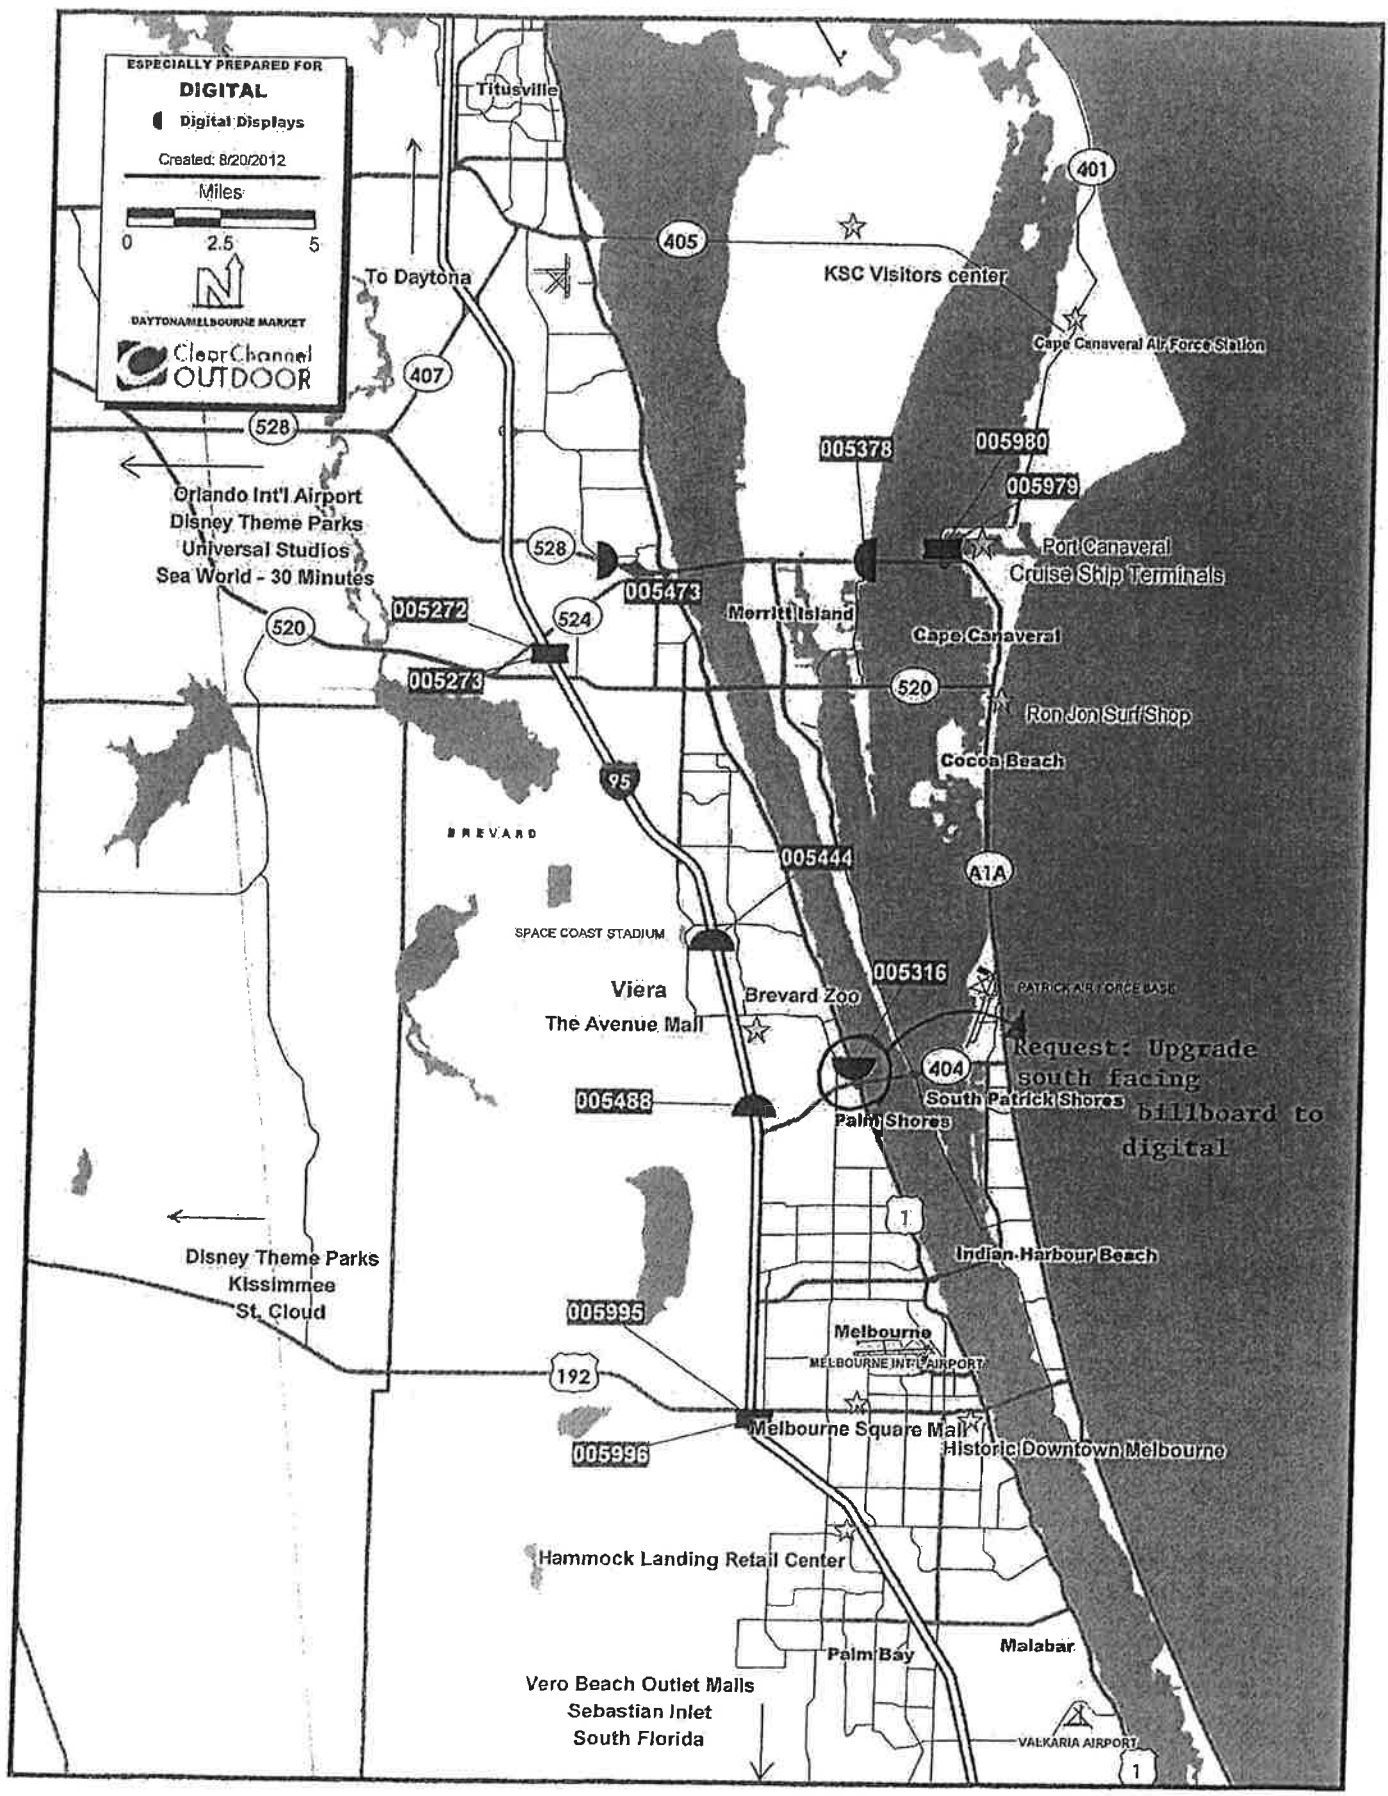 ESPECIALLY PREPARED FOR
DIGITAL
Digital Displays
Created: 8/20/2012
Miles
0 2.5 5
N
DAYTONA/MELBOURNE MARKET
ClearChannel
OUTDOOR
Titusville
401
405
KSC Visitors center
To Daytona
Cape Canaveral Air Force Station
407
528
005378
005980
005979
Orlando Int'l Airport
Disney Theme Parks
Universal Studios
Sea World - 30 Minutes
528
Port Canaveral
Cruise Ship Terminals
005473
005272
524
Merritt Island
520
Cape Canaveral
005273
520
Ron Jon Surf Shop
Cocoa Beach
95
BREVARD
005444
A1A
SPACE COAST STADIUM
005316
Viera
Brevard Zoo
PATRICK AIR FORCE BASE
The Avenue Mall
Request: Upgrade
south facing
billboard to
digital
404
005488
South Patrick Shores
Palm Shores
1
Disney Theme Parks
Kissimmee
St. Cloud
Indian Harbour Beach
005995
Melbourne
MELBOURNE INT'L AIRPORT
192
Melbourne Square Mall
Historic Downtown Melbourne
005996
Hammock Landing Retail Center
Palm Bay
Malabar
Vero Beach Outlet Malls
Sebastian Inlet
South Florida
VALKARIA AIRPORT
1